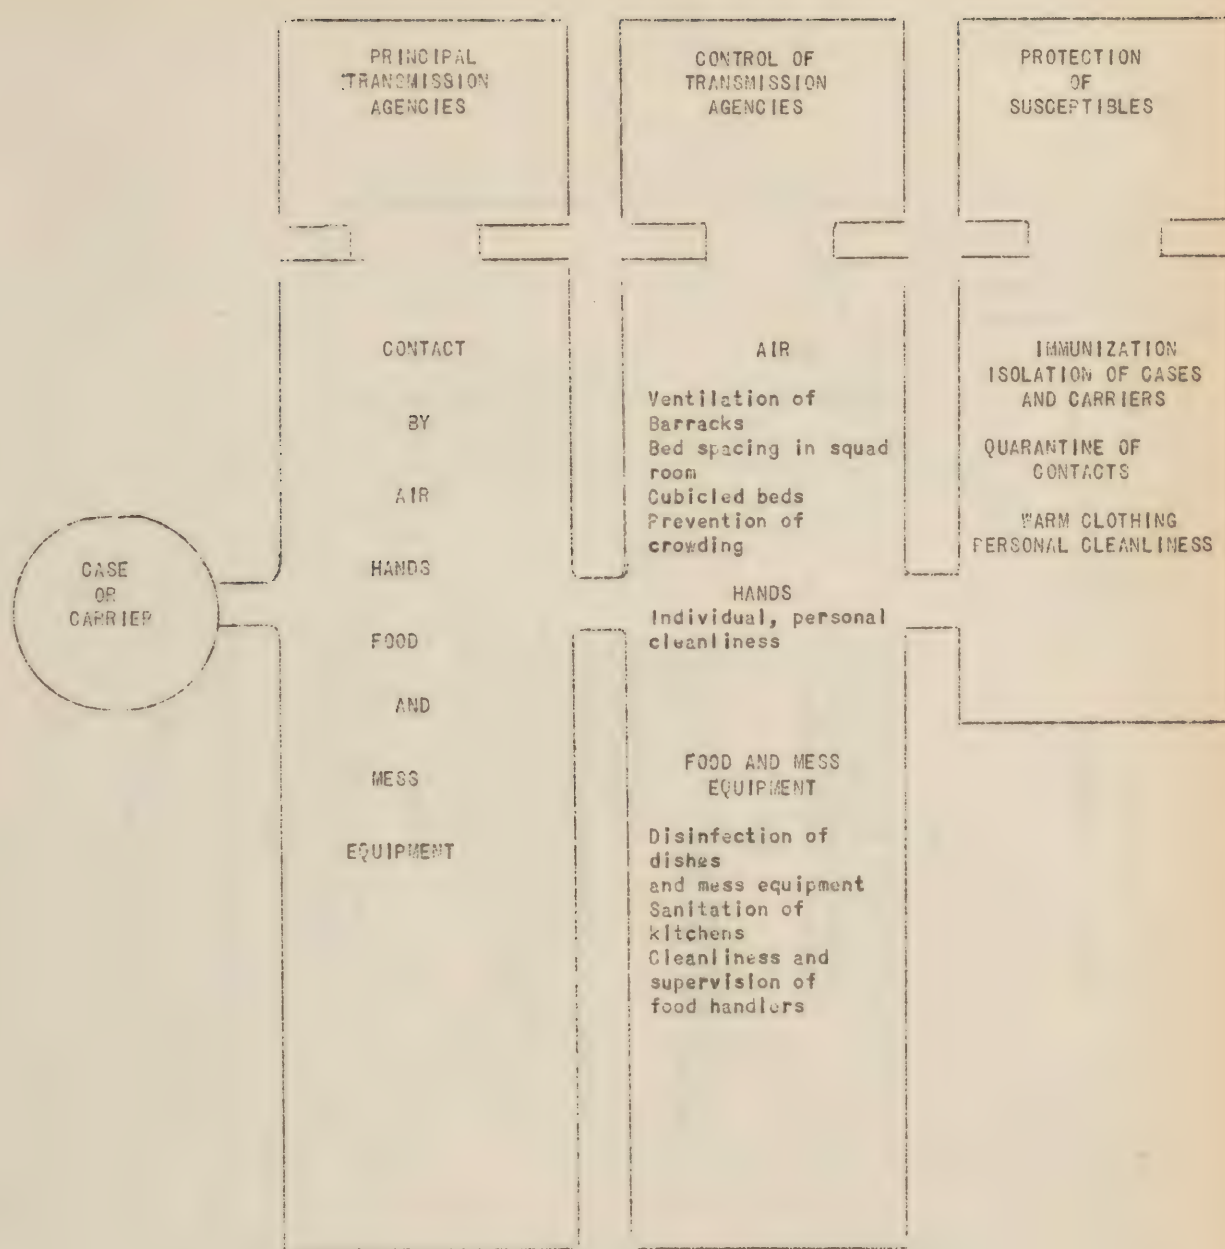 PRINCIPAL
TRANSMISSION
AGENCIES
CONTROL OF
TRANSMISSION
AGENCIES
PROTECTION
OF
SUSCEPTIBLES
CASE
OR
CARRIER
CONTACT
BY
AIR
HANDS
FOOD
AND
MESS
EQUIPMENT
AIR
Ventilation of
Barracks
Bed spacing in squad
room
Cubicled beds
Prevention of
crowding
HANDS
Individual, personal
cleanliness
FOOD AND MESS
EQUIPMENT
Disinfection of
dishes
and mess equipment
Sanitation of
kitchens
Cleanliness and
supervision of
food handlers
IMMUNIZATION
ISOLATION OF CASES
AND CARRIERS
QUARANTINE OF
CONTACTS
WARM CLOTHING
PERSONAL CLEANLINESS